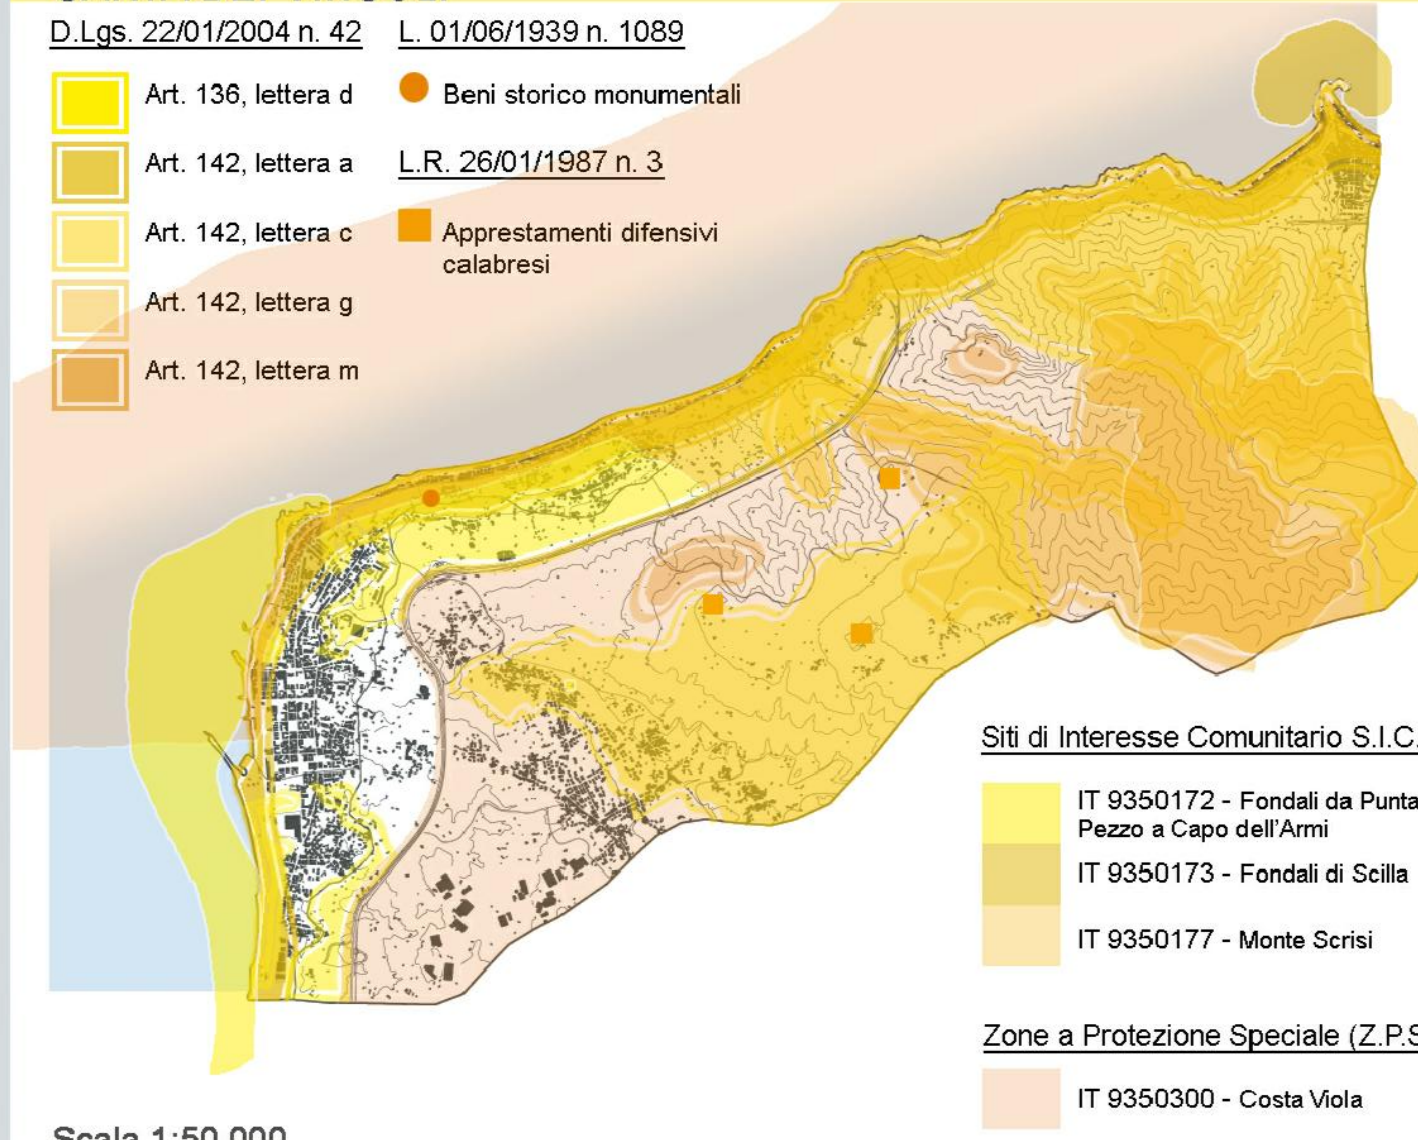 D.Lgs. 22/01/2004 n. 42
Art. 136, lettera d
Art. 142, lettera a
Art. 142, lettera c
Art. 142, lettera g
Art. 142, lettera m
L. 01/06/1939 n. 1089
Beni storico monumentali
L.R. 26/01/1987 n. 3
Apprestamenti difensivi
calabresi
Siti di Interesse Comunitario S.I.C.
IT 9350172 - Fondali da Punta
Pezzo a Capo dell'Armi
IT 9350173 - Fondali di Scilla
IT 9350177 - Monte Scrisi
Zone a Protezione Speciale (Z.P.S
IT 9350300 - Costa Viola
Scala 1:50.000